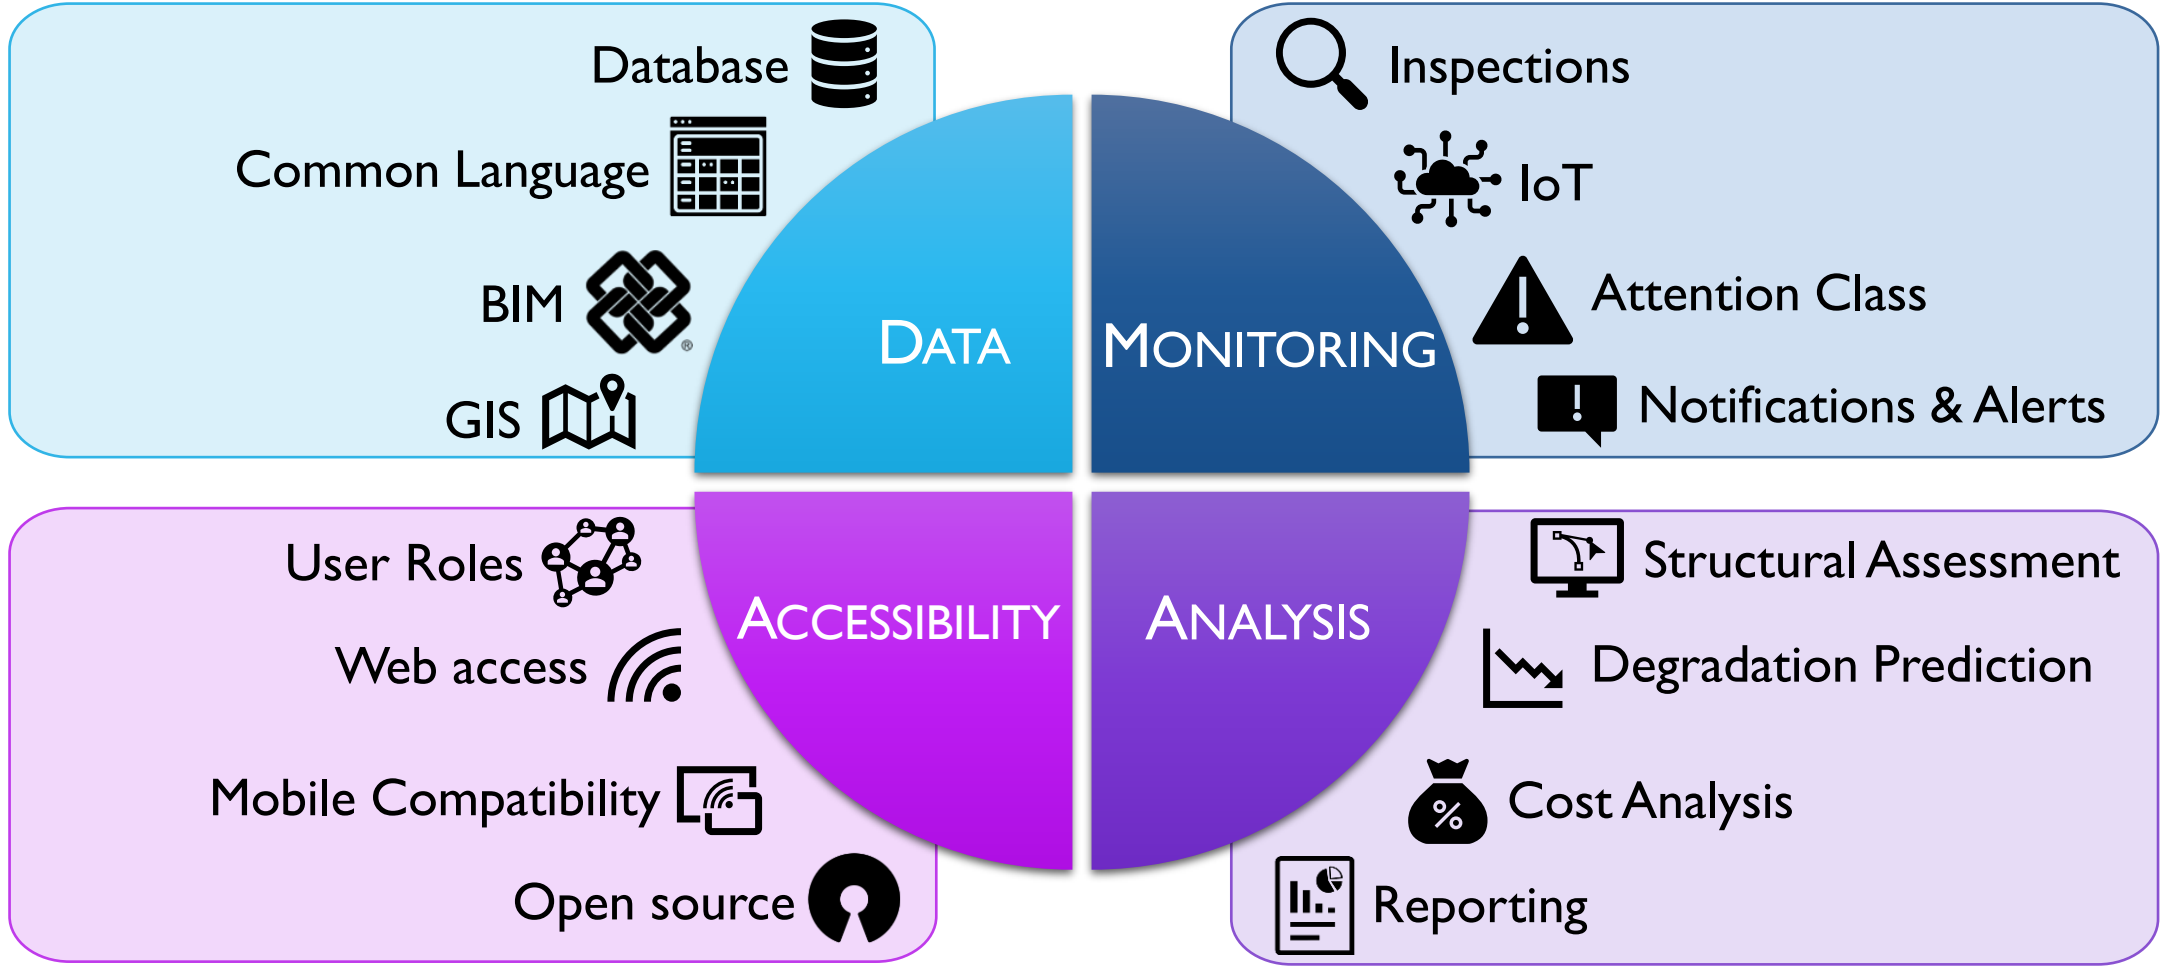 Database
Common Language
BIM
®
GIS
DATA
Inspections
IoT
Attention Class
Notifications & Alerts
MONITORING
User Roles
Web access
Mobile Compatibility
Open source
ACCESSIBILITY
Structural Assessment
Degradation Prediction
%
Cost Analysis
Reporting
ANALYSIS